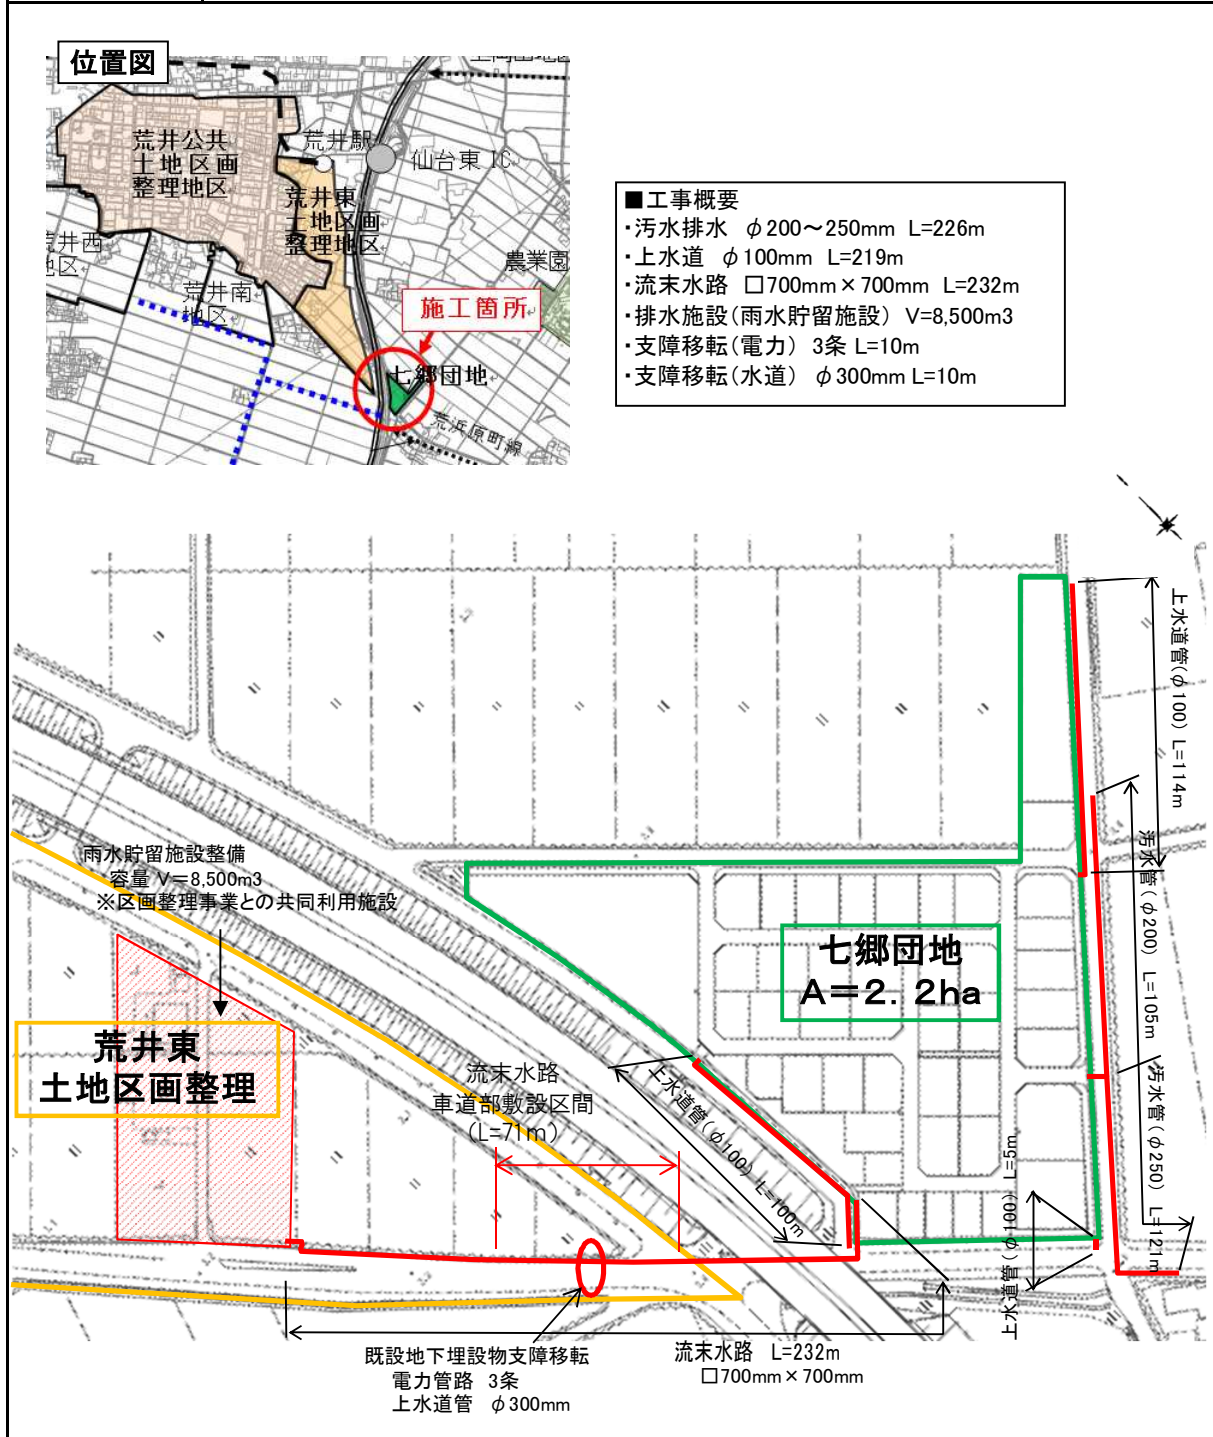 位置図
荒井公共
土地区画
整理地区
荒井駅
仙台東IC
荒井東
土地区画
整理地区
荒井西
地区
荒井南
地区
農業園
施工箇所
七郷団地
荒浜原町線
■工事概要
・汚水排水 φ200～250mm L=226m
・上水道 φ100mm L=219m
・流末水路 □700mm×700mm L=232m
・排水施設(雨水貯留施設) V=8,500m3
・支障移転(電力) 3条 L=10m
・支障移転(水道) φ300mm L=10m
上水道管(φ100) L=114m
汚水管(φ200) L=105m
汚水管(φ250) L=121m
雨水貯留施設整備
容量 V=8,500m3
※区画整理事業との共同利用施設
七郷団地
A=2.2ha
荒井東
土地区画整理
流末水路
車道部敷設区間
(L=71m)
上水道管(φ100) L=100m
上水道管(φ100) L=5m
既設地下埋設物支障移転
電力管路 3条
上水道管 φ300mm
流末水路 L=232m
□700mm×700mm